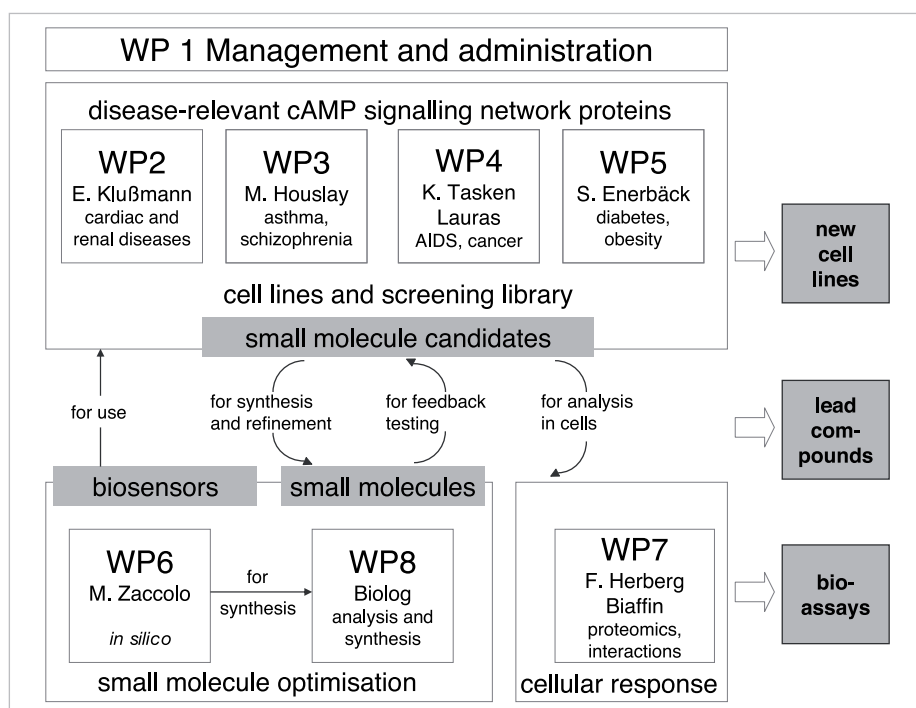 WP 1 Management and administration
disease-relevant cAMP signalling network proteins
WP2
E. Klußmann
cardiac and
renal diseases
WP3
M. Houslay
asthma,
schizophrenia
WP4
K. Tasken
Lauras
AIDS, cancer
WP5
S. Enerbäck
diabetes,
obesity
new
cell
lines
cell lines and screening library
small molecule candidates
for use
for synthesis
and refinement
for feedback
testing
for analysis
in cells
lead
com-
pounds
biosensors
small molecules
WP6
M. Zaccolo
in silico
for
synthesis
WP8
Biolog
analysis and
synthesis
small molecule optimisation
WP7
F. Herberg
Biaffin
proteomics,
interactions
cellular response
bio-
assays